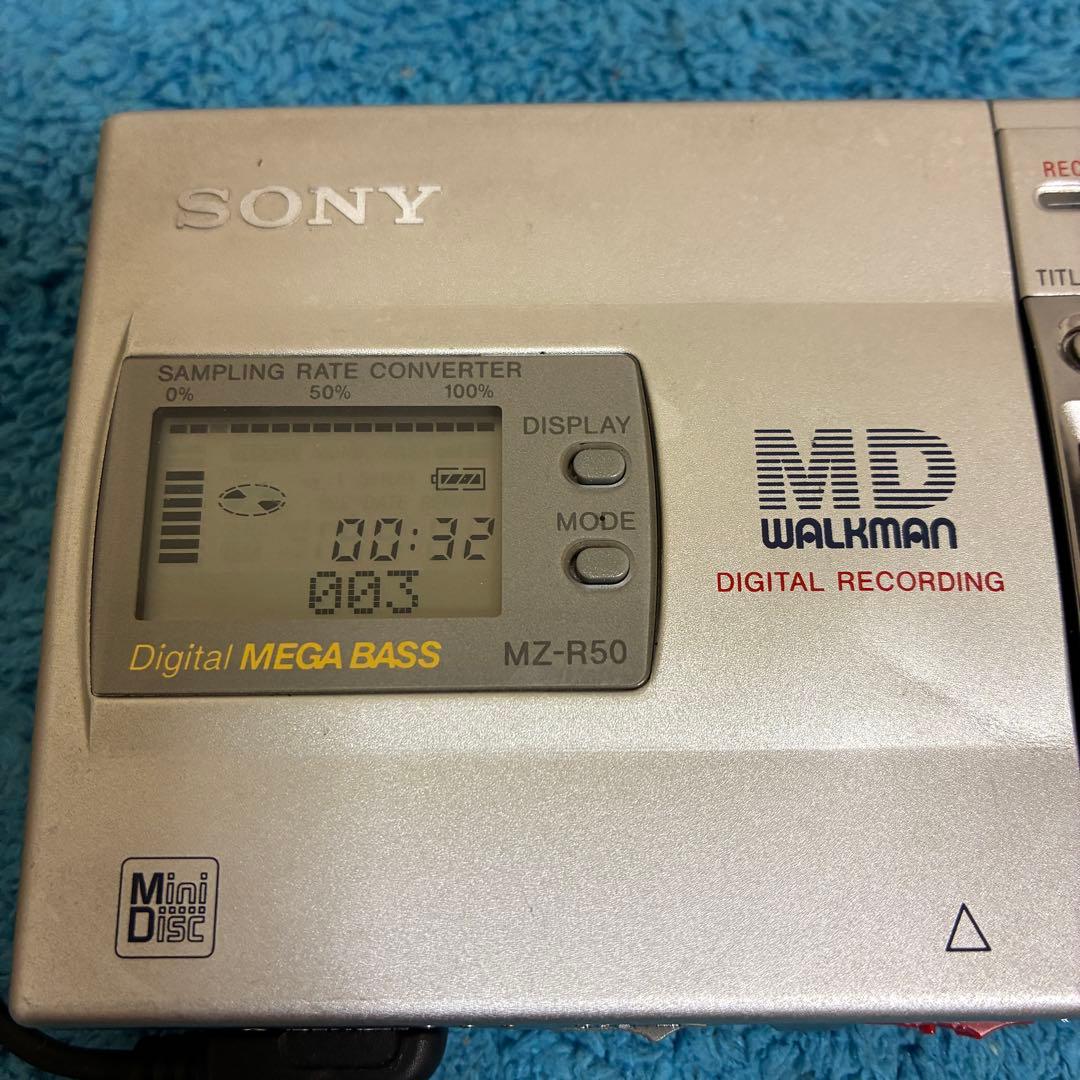 SONY
REC
TITL
SAMPLING RATE CONVERTER
0% 50% 100%
DISPLAY
MODE
00:32
003
Digital MEGA BASS
MZ-R50
MD
WALKMAN
DIGITAL RECORDING
Mini
Disc